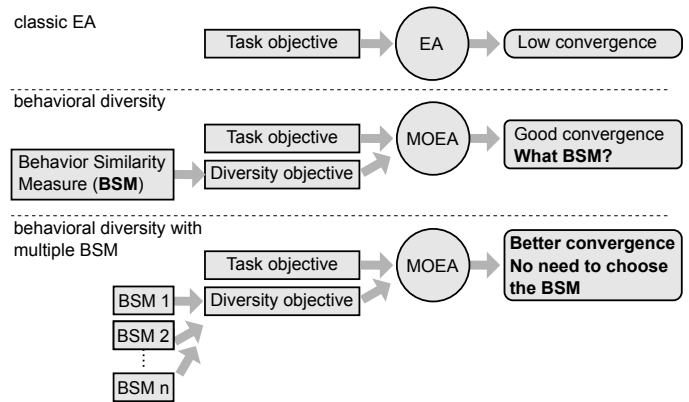 classic EA
Task objective
EA
Low convergence
behavioral diversity
Behavior Similarity
Measure (BSM)
Task objective
Diversity objective
MOEA
Good convergence
What BSM?
behavioral diversity with
multiple BSM
BSM 1
BSM 2
BSM n
Task objective
Diversity objective
MOEA
Better convergence
No need to choose
the BSM